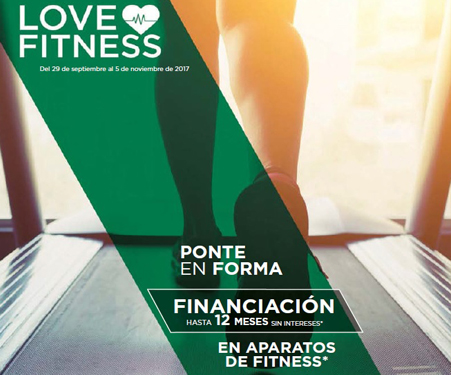 LOVE
FITNESS
Del 29 de septiembre al 5 de noviembre de 2017
PONTE
EN FORMA
FINANCIACIÓN
HASTA 12 MESES SIN INTERESES*
EN APARATOS
DE FITNESS*